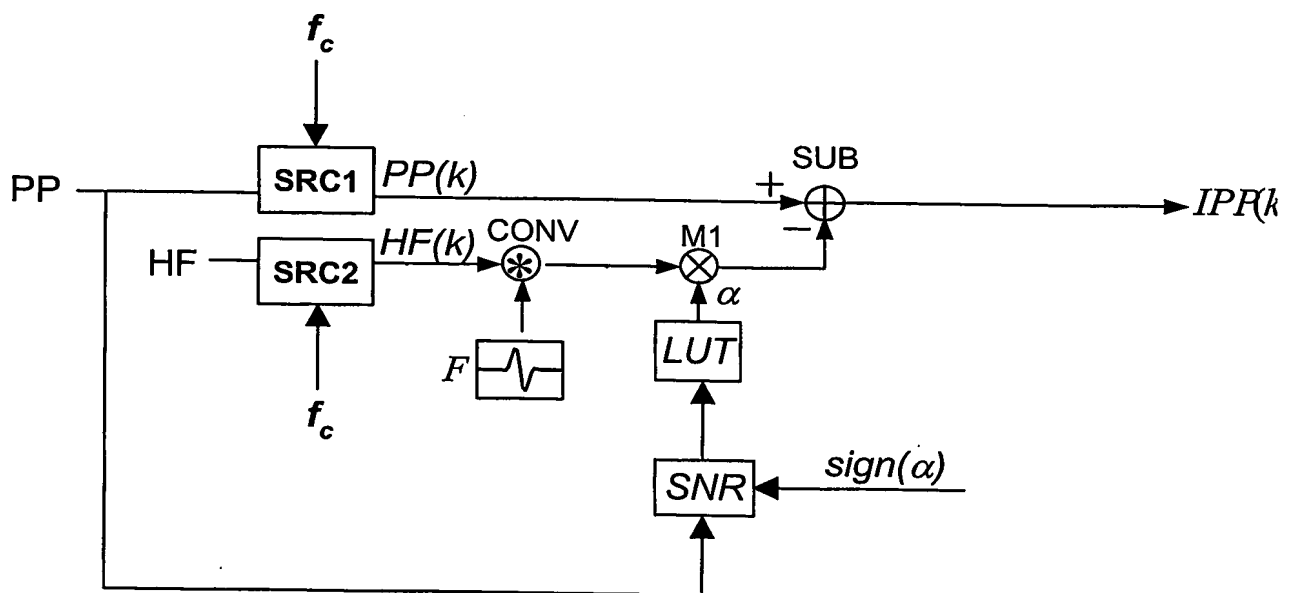 f_c
PP
SRC1
PP(k)
+
SUB
−
IPP(k
HF
SRC2
HF(k)
CONV
*
M1
α
F
LUT
f_c
SNR
sign(α)